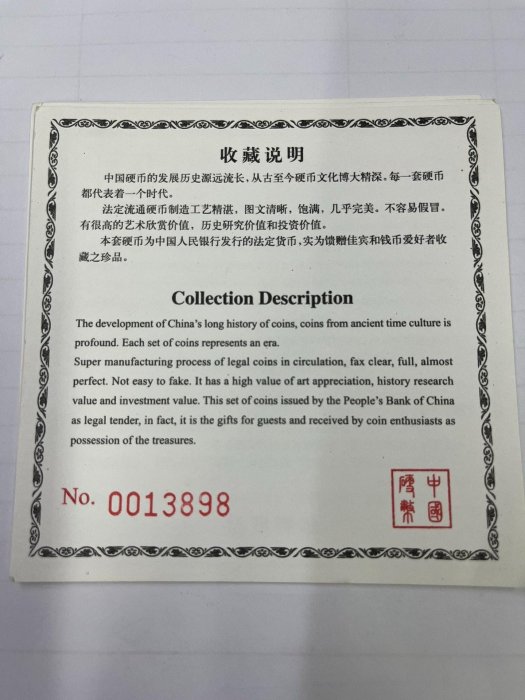 收藏说明
中国硬币的发展历史源远流长，从古至今硬币文化博大精深。每一套硬币
都代表着一个时代。
法定流通硬币制造工艺精湛，图文清晰，饱满，几乎完美。不容易假冒。
有很高的艺术欣赏价值，历史研究价值和投资价值。
本套硬币为中国人民银行发行的法定货币，实为馈赠佳宾和钱币爱好者收
藏之珍品。
Collection Description
The development of China's long history of coins, coins from ancient time culture is
profound. Each set of coins represents an era.
Super manufacturing process of legal coins in circulation, fax clear, full, almost
perfect. Not easy to fake. It has a high value of art appreciation, history research
value and investment value. This set of coins issued by the People's Bank of China
as legal tender, in fact, it is the gifts for guests and received by coin enthusiasts as
possession of the treasures.
No. 0013898
中國
硬幣